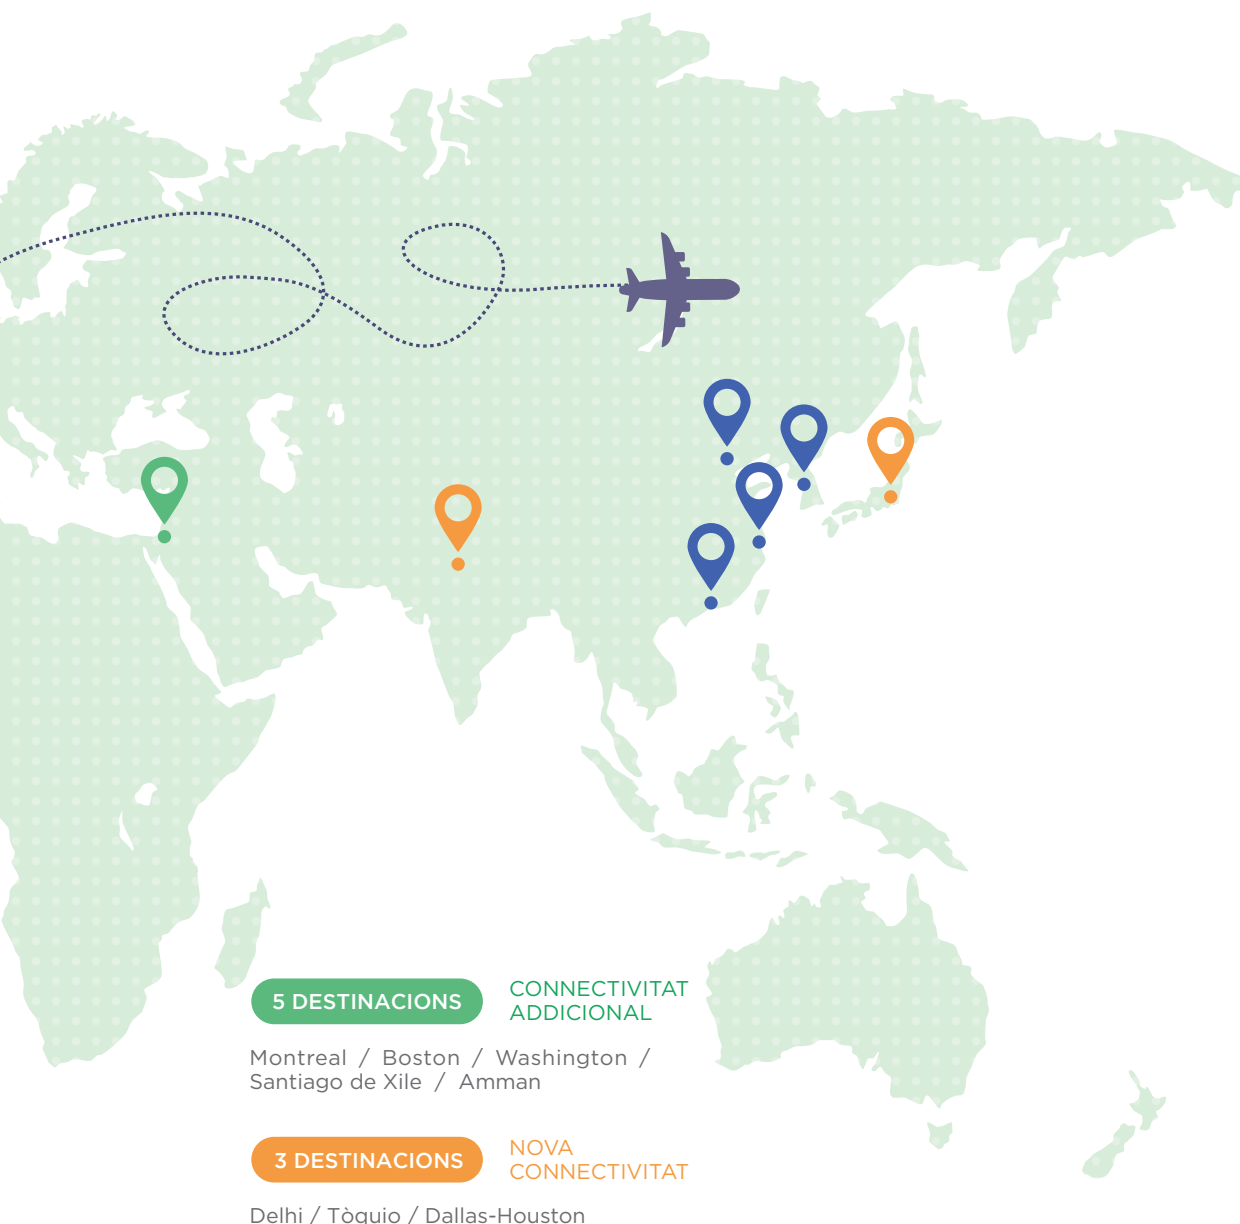 5 DESTINACIONS
CONNECTIVITAT
ADDICIONAL
Montreal / Boston / Washington /
Santiago de Xile / Amman
3 DESTINACIONS
NOVA
CONNECTIVITAT
Delhi / Tòquio / Dallas-Houston